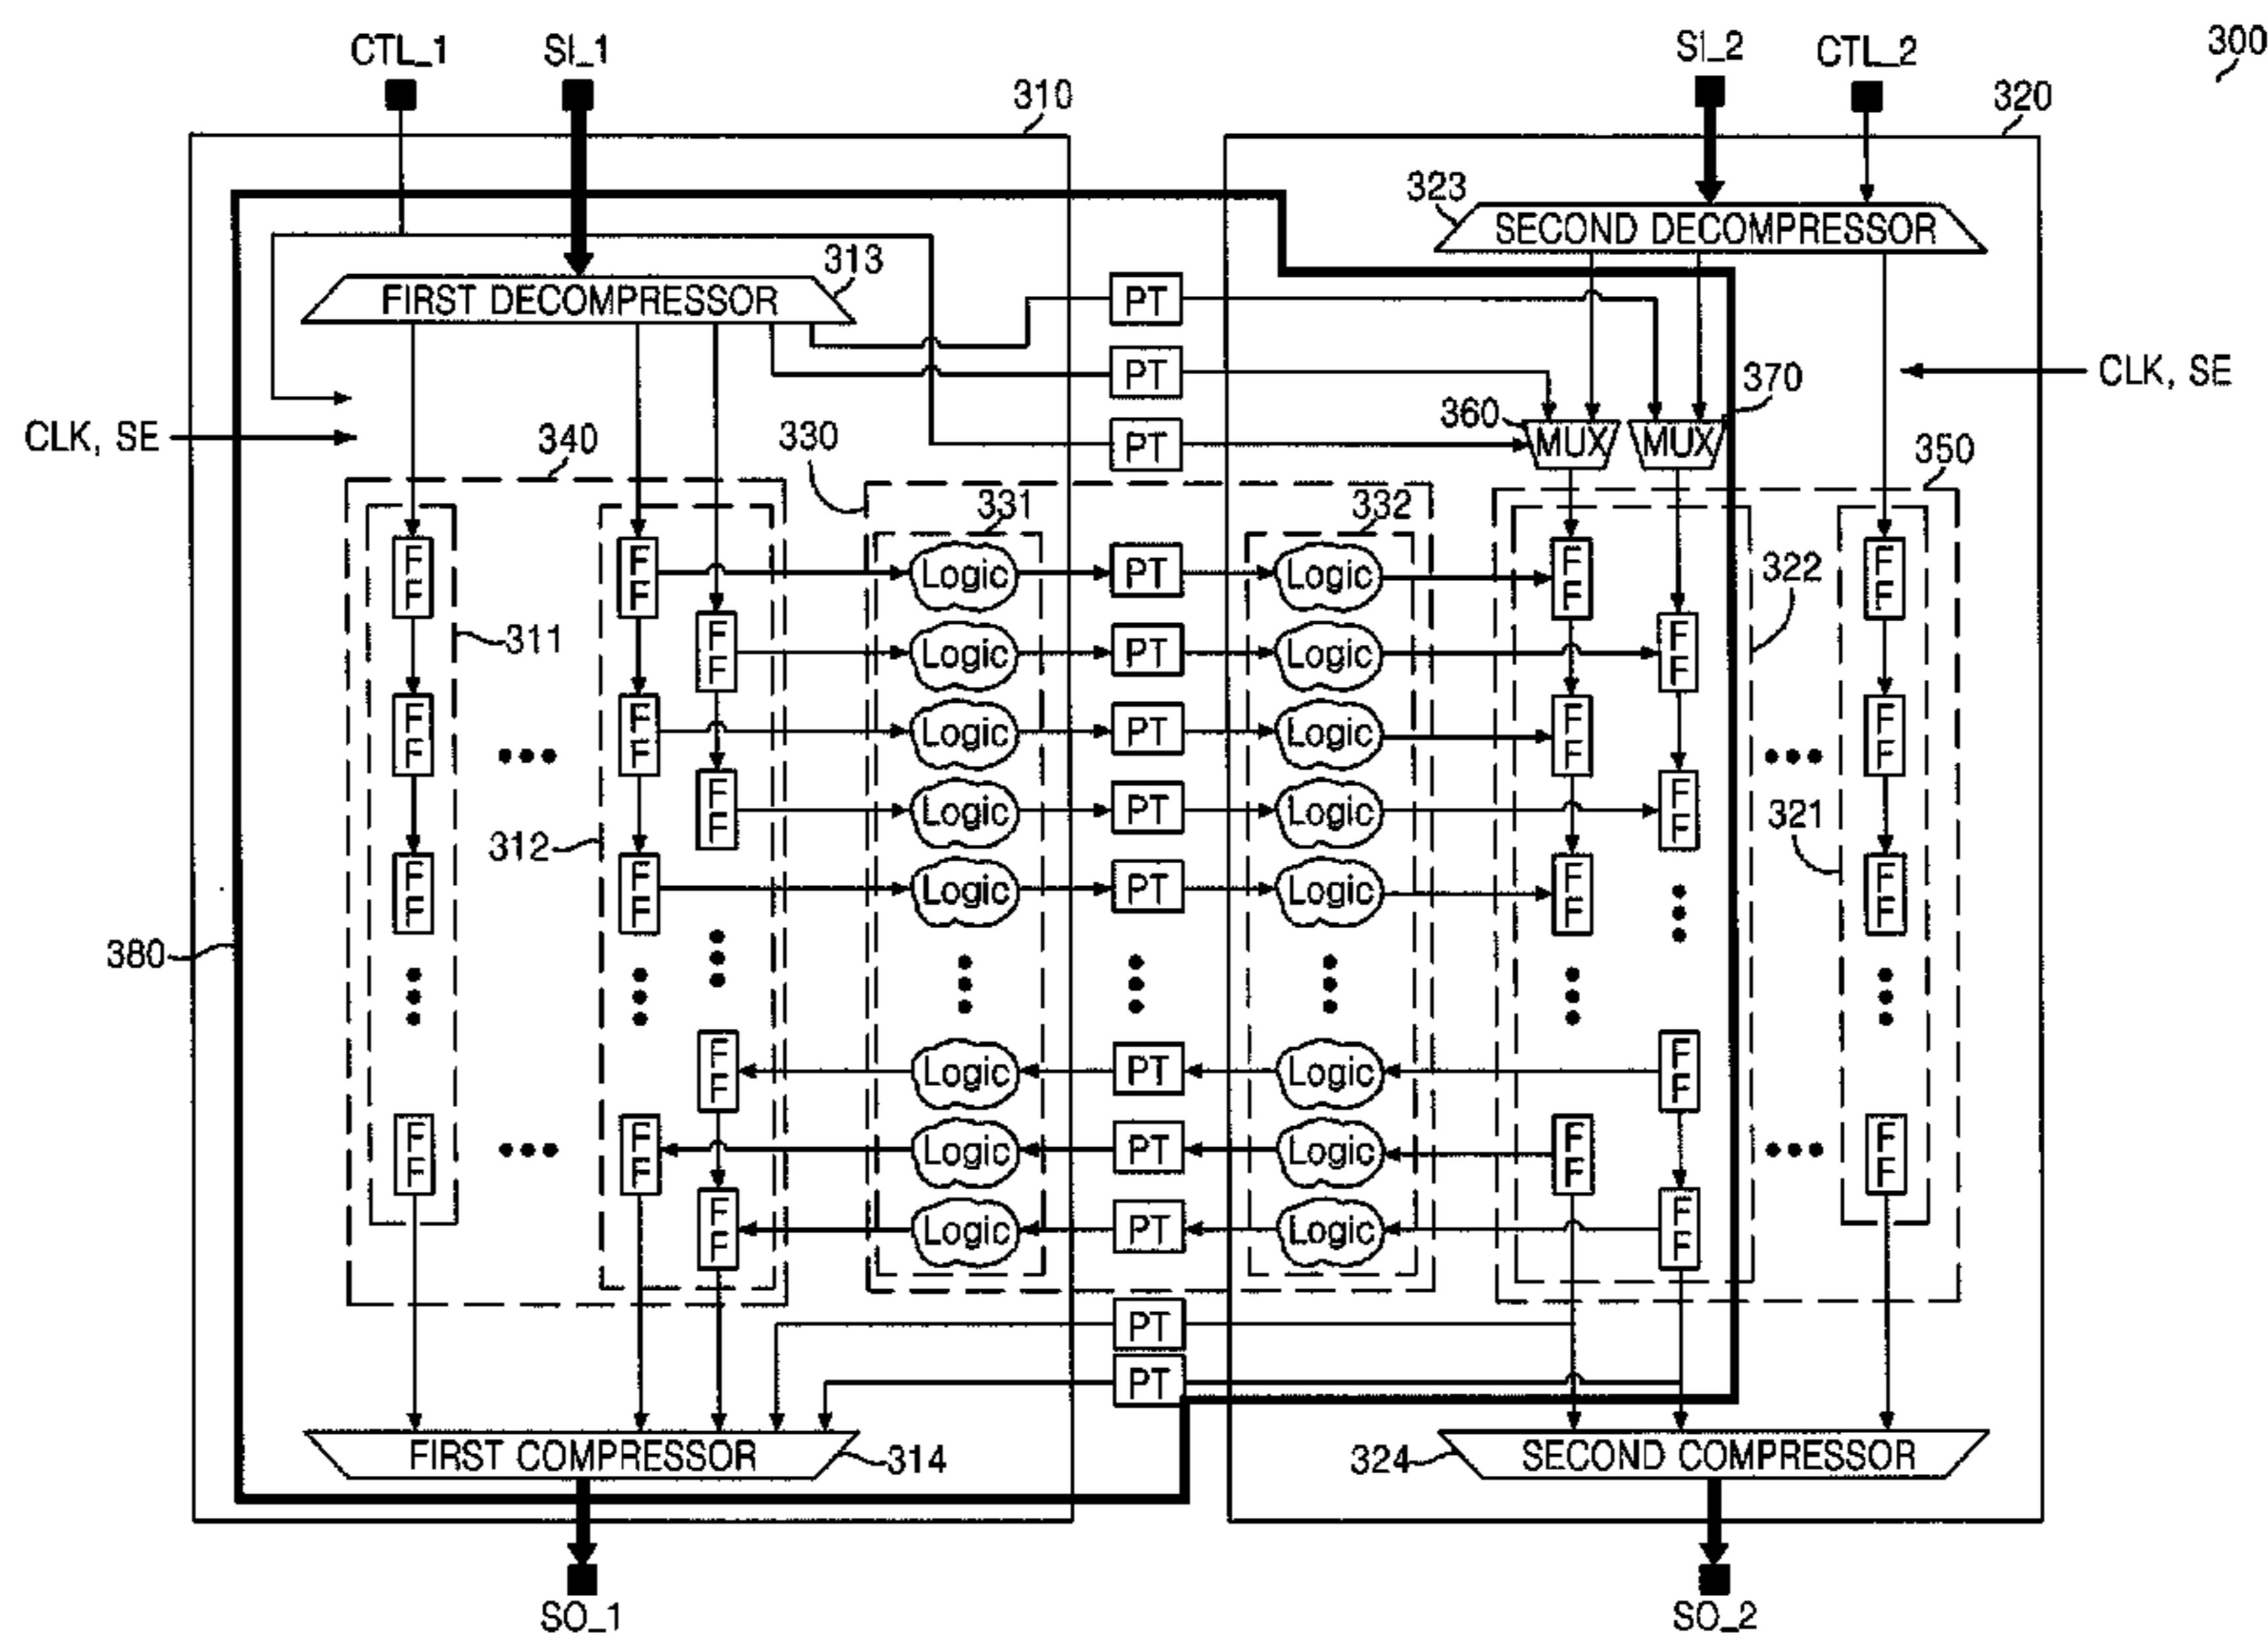 CTL_1 SI_1 SI_2 CTL_2 300
310 320
323
SECOND DECOMPRESSOR
313
FIRST DECOMPRESSOR
PT
PT
CLK, SE
370
360
MUX MUX
CLK, SE
340 330
PT
350
331 332
FF FF Logic PT Logic FF FF
322
311
FF Logic PT Logic FF
FF FF Logic PT Logic FF FF
312
FF Logic PT Logic FF
321
FF FF Logic PT Logic FF FF
380
FF Logic PT Logic FF
FF FF Logic PT Logic FF FF
FF Logic PT Logic FF
PT
PT
FIRST COMPRESSOR 314
324 SECOND COMPRESSOR
SO_1 SO_2